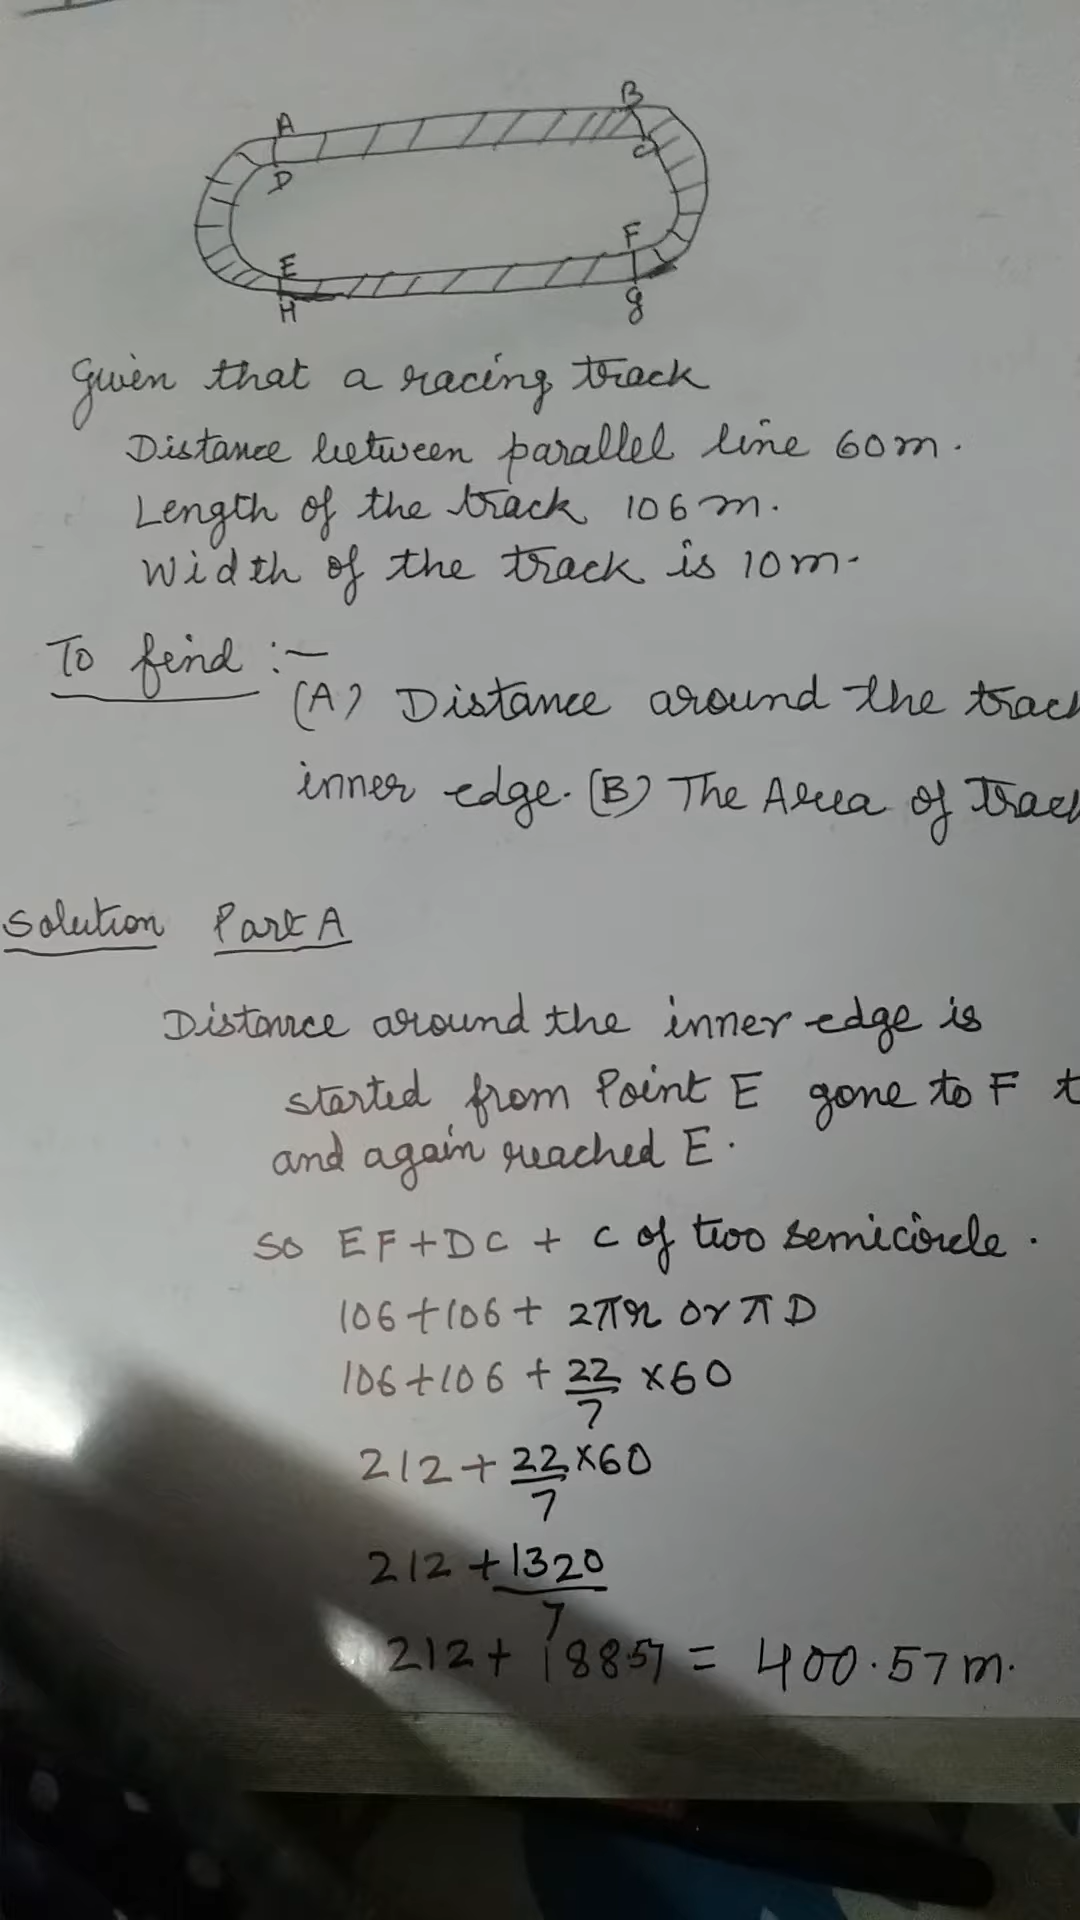 A B
D C
E F
H g
Given that a racing track
Distance between parallel line 60m.
Length of the track 106m.
Width of the track is 10m.
To find :-
(A) Distance around the track
inner edge. (B) The Area of Track
Solution Part A
Distance around the inner edge is
started from Point E gone to F
and again reached E.
SO EF + DC + C of two semicircle.
106 + 106 + 2πr or πD
106 + 106 + 22/7 × 60
212 + 22/7 × 60
212 + 1320/7
212 + 188.57 = 400.57m.